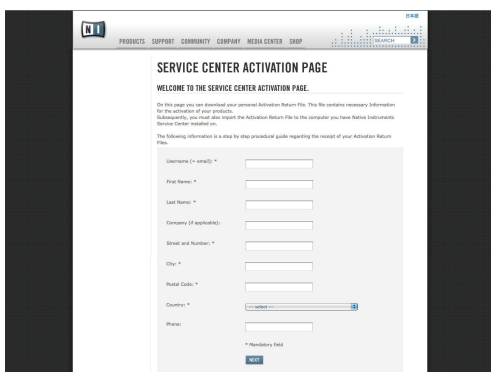 日本語
NI
PRODUCTS SUPPORT COMMUNITY COMPANY MEDIA CENTER SHOP
SEARCH
SERVICE CENTER ACTIVATION PAGE
WELCOME TO THE SERVICE CENTER ACTIVATION PAGE.
On this page you can download your personal Activation Return File. This file contains necessary Information
for the activation of your products.
Subsequently, you must also import the Activation Return File to the computer you have Native Instruments
Service Center installed on.
The following information is a step by step procedural guide regarding the receipt of your Activation Return
Files.
Username (= email): *
First Name: *
Last Name: *
Company (if applicable):
Street and Number: *
City: *
Postal Code: *
Country: *
--- select ---
Phone:
* Mandatory field
NEXT